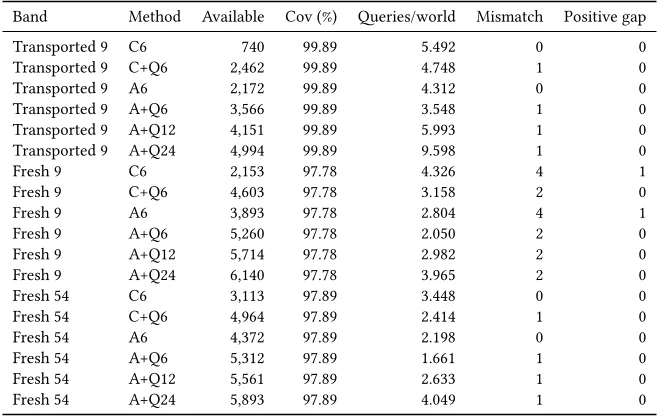 Band Method Available Cov (%) Queries/world Mismatch Positive gap
Transported 9 C6 740 99.89 5.492 0 0
Transported 9 C+Q6 2,462 99.89 4.748 1 0
Transported 9 A6 2,172 99.89 4.312 0 0
Transported 9 A+Q6 3,566 99.89 3.548 1 0
Transported 9 A+Q12 4,151 99.89 5.993 1 0
Transported 9 A+Q24 4,994 99.89 9.598 1 0
Fresh 9 C6 2,153 97.78 4.326 4 1
Fresh 9 C+Q6 4,603 97.78 3.158 2 0
Fresh 9 A6 3,893 97.78 2.804 4 1
Fresh 9 A+Q6 5,260 97.78 2.050 2 0
Fresh 9 A+Q12 5,714 97.78 2.982 2 0
Fresh 9 A+Q24 6,140 97.78 3.965 2 0
Fresh 54 C6 3,113 97.89 3.448 0 0
Fresh 54 C+Q6 4,964 97.89 2.414 1 0
Fresh 54 A6 4,372 97.89 2.198 0 0
Fresh 54 A+Q6 5,312 97.89 1.661 1 0
Fresh 54 A+Q12 5,561 97.89 2.633 1 0
Fresh 54 A+Q24 5,893 97.89 4.049 1 0